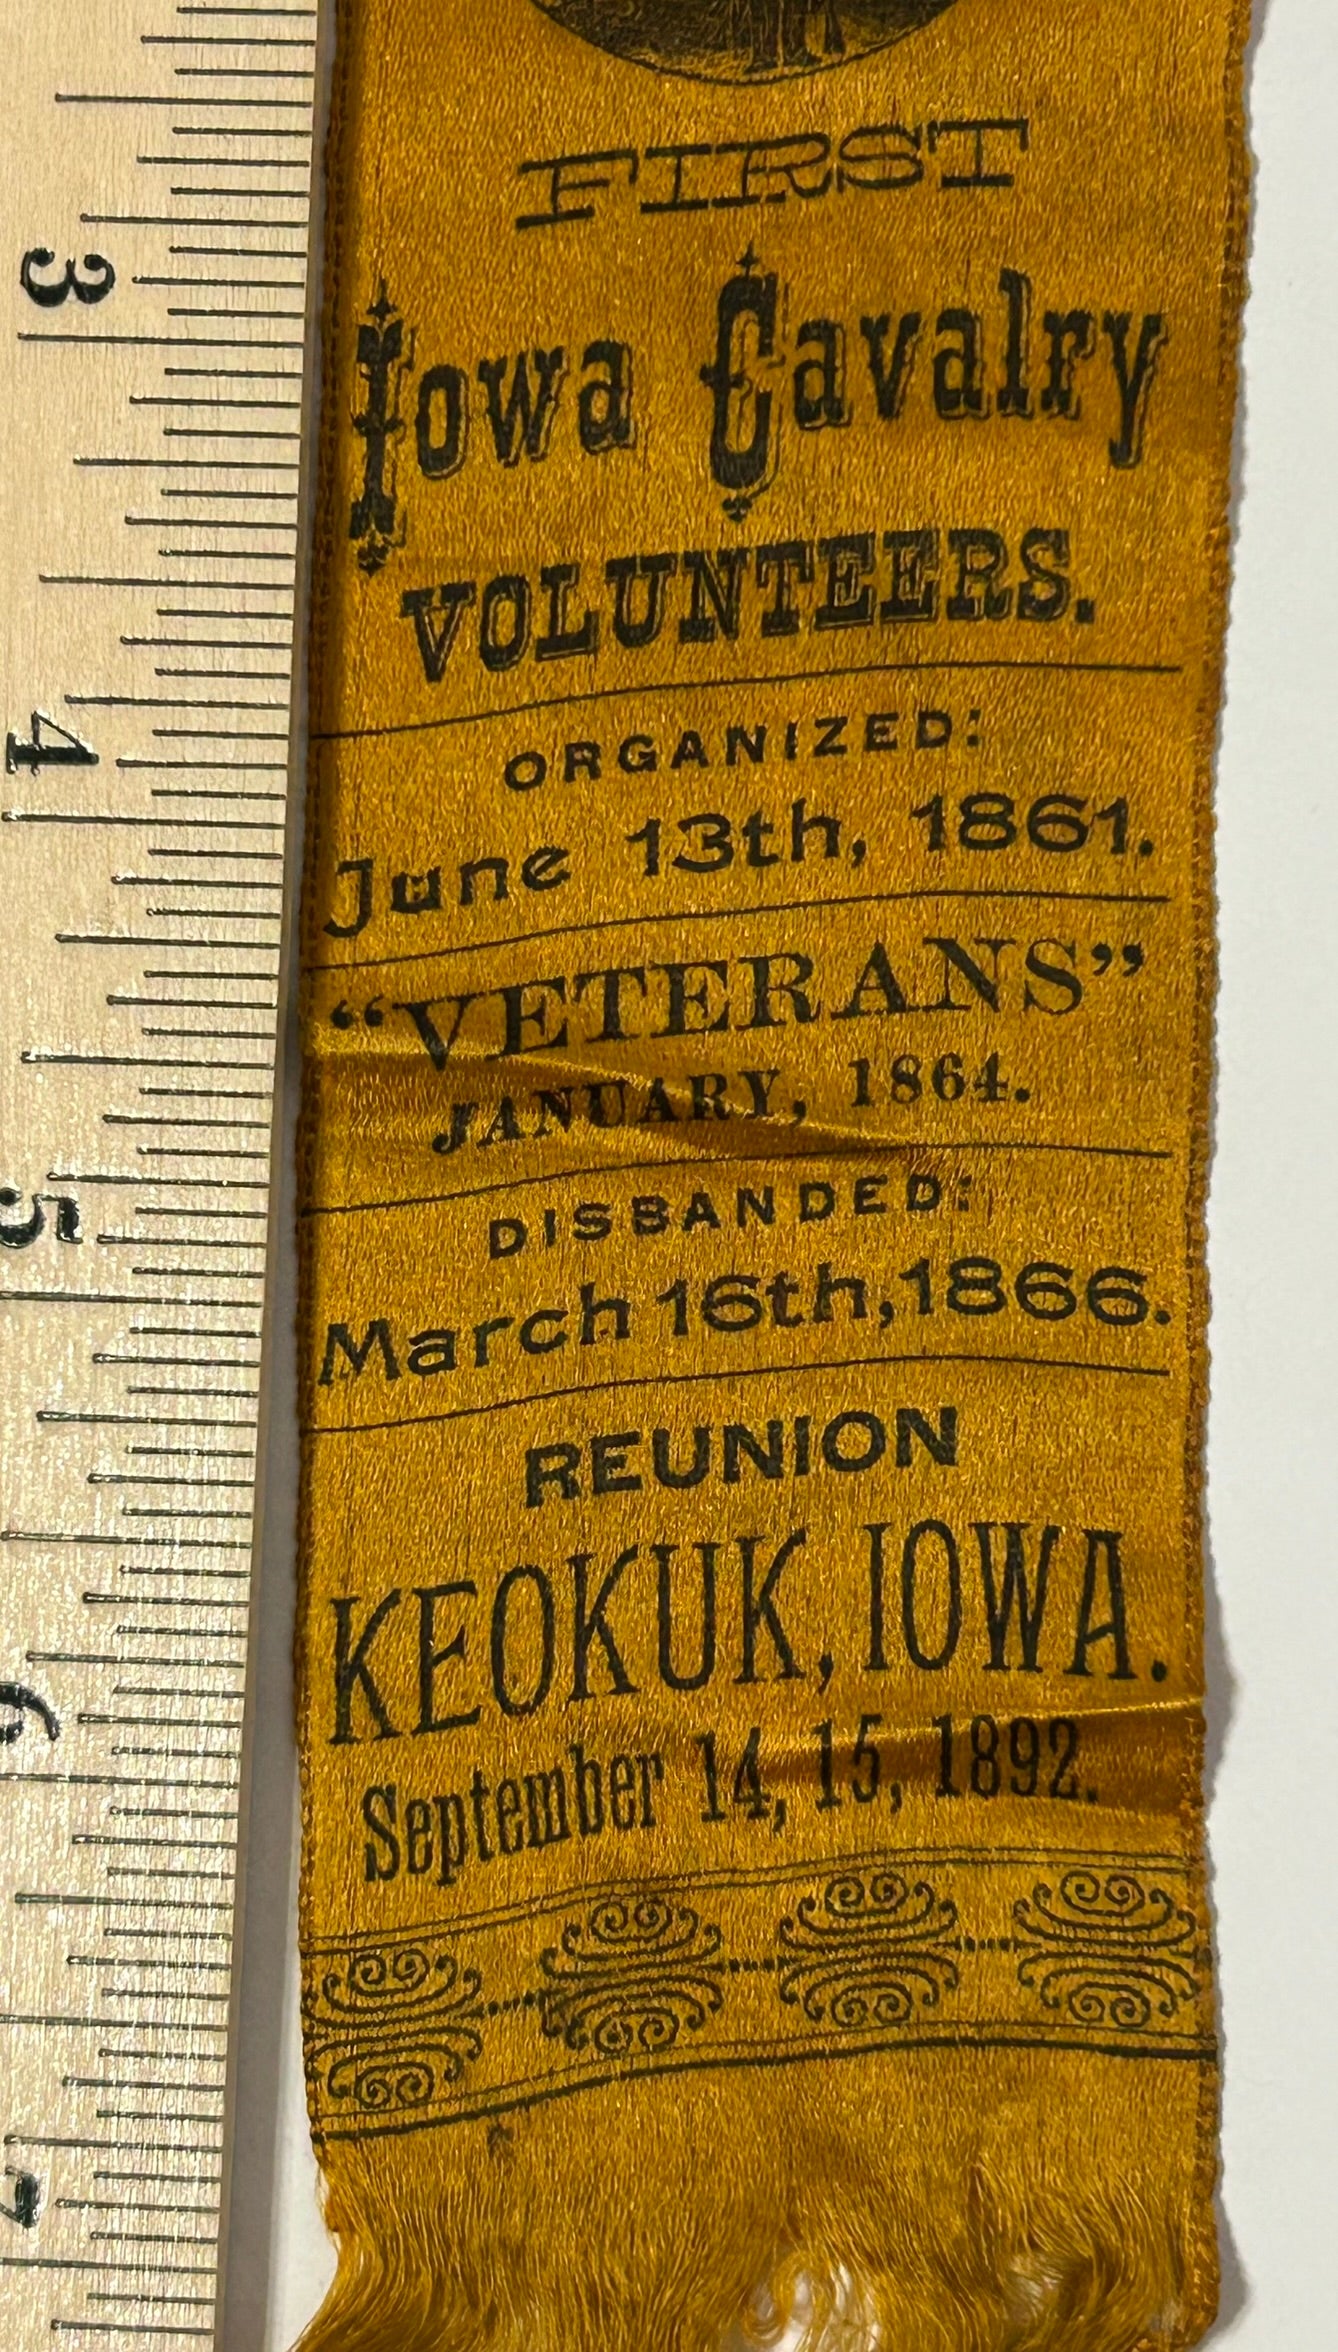 FIRST
Iowa Cavalry
VOLUNTEERS.
ORGANIZED:
June 13th, 1861.
“VETERANS”
JANUARY, 1864.
DISBANDED:
March 16th, 1866.
REUNION
KEOKUK, IOWA.
September 14, 15, 1892.
3
4
5
6
7